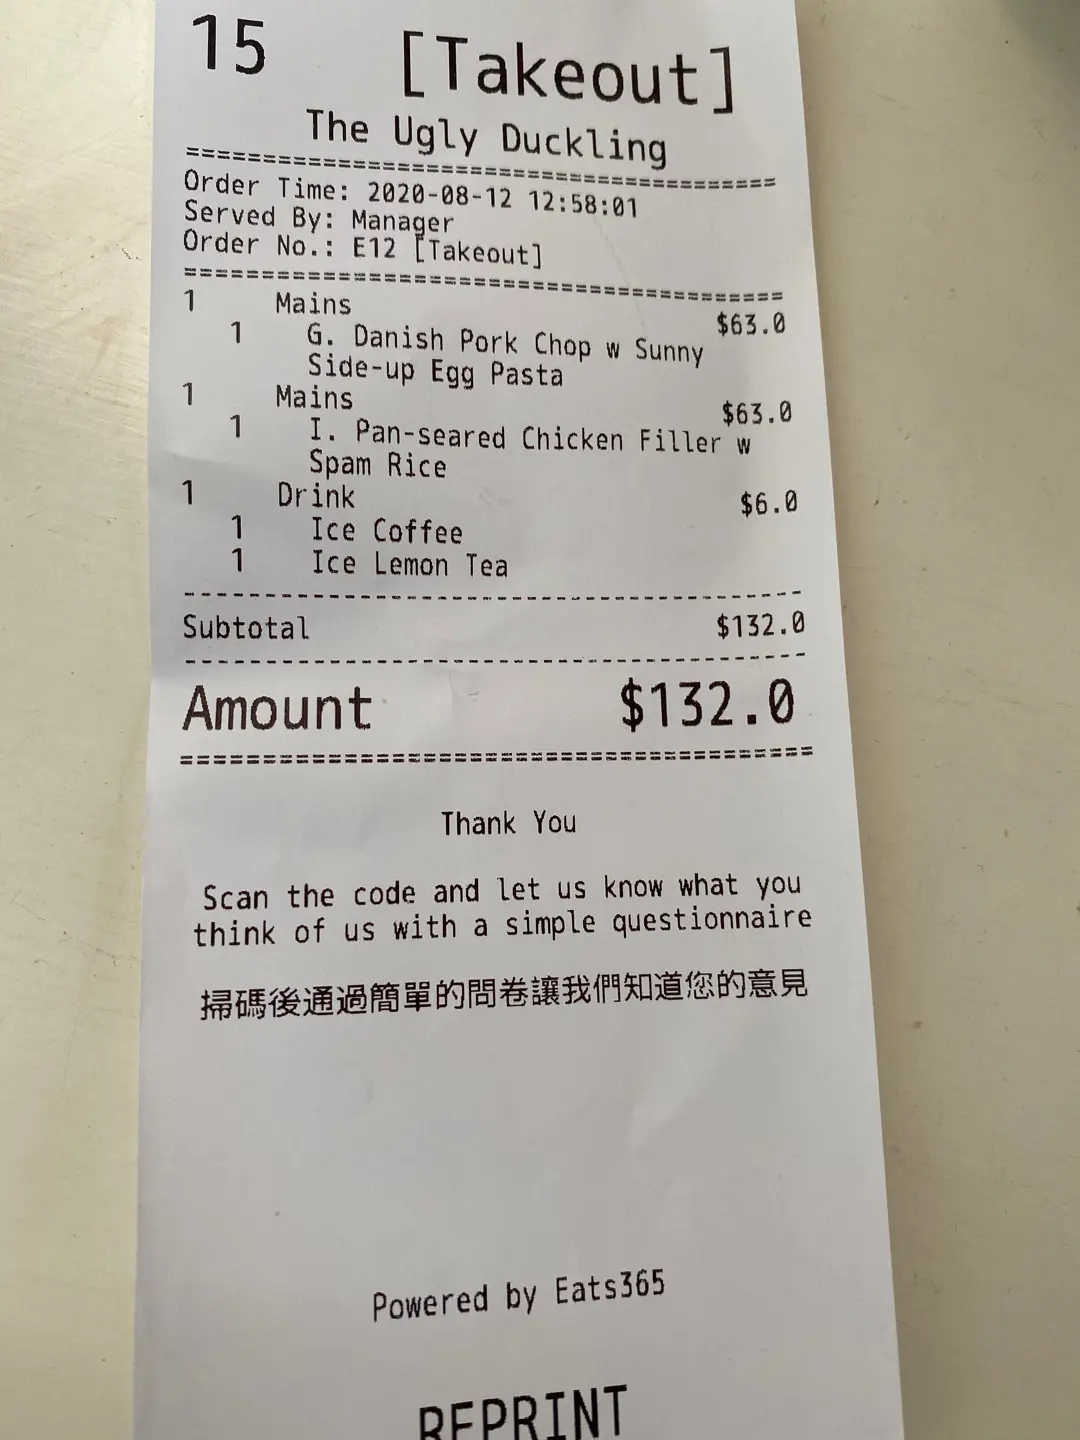 15 [Takeout]
The Ugly Duckling
========================================
Order Time: 2020-08-12 12:58:01
Served By: Manager
Order No.: E12 [Takeout]
========================================
1 Mains $63.0
1 G. Danish Pork Chop w Sunny
Side-up Egg Pasta
1 Mains $63.0
1 I. Pan-seared Chicken Filler w
Spam Rice
1 Drink $6.0
1 Ice Coffee
1 Ice Lemon Tea
----------------------------------------
Subtotal $132.0
----------------------------------------
Amount $132.0
========================================
Thank You
Scan the code and let us know what you
think of us with a simple questionnaire
掃碼後通過簡單的問卷讓我們知道您的意見
Powered by Eats365
REPRINT